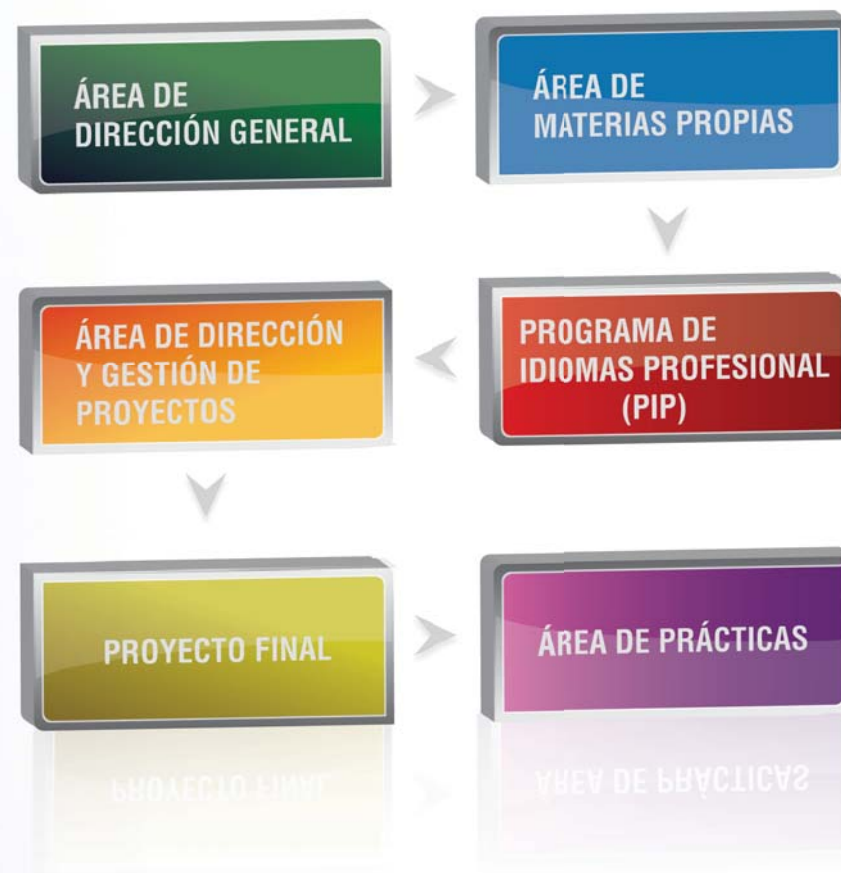 ÁREA DE
DIRECCIÓN GENERAL
ÁREA DE
MATERIAS PROPIAS
PROGRAMA DE
IDIOMAS PROFESIONAL
(PIP)
ÁREA DE DIRECCIÓN
Y GESTIÓN DE
PROYECTOS
PROYECTO FINAL
ÁREA DE PRÁCTICAS